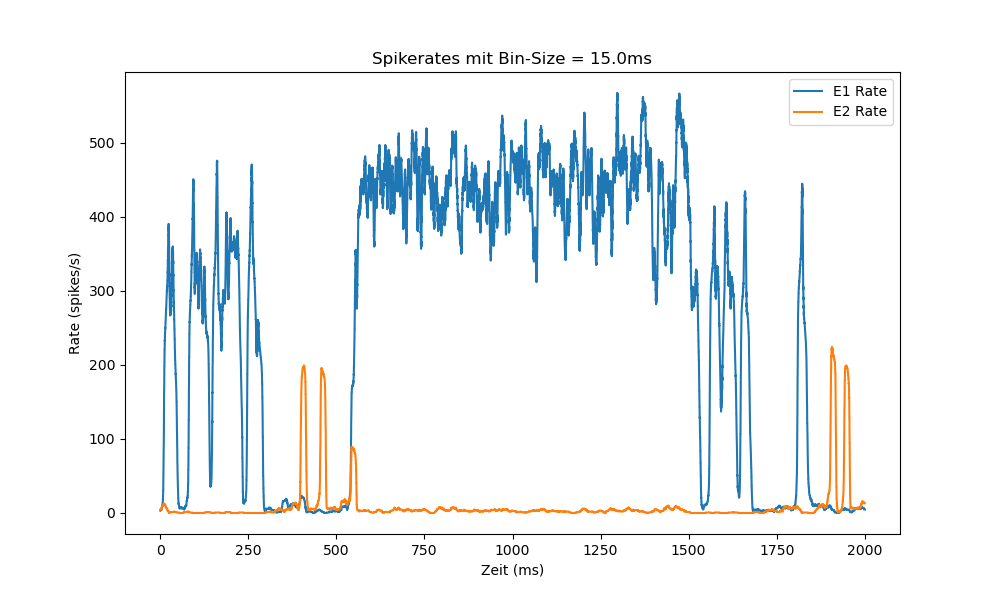 Spikerates mit Bin-Size = 15.0ms
E1 Rate
E2 Rate
Rate (spikes/s)
500
400
300
200
100
0
0 250 500 750 1000 1250 1500 1750 2000
Zeit (ms)